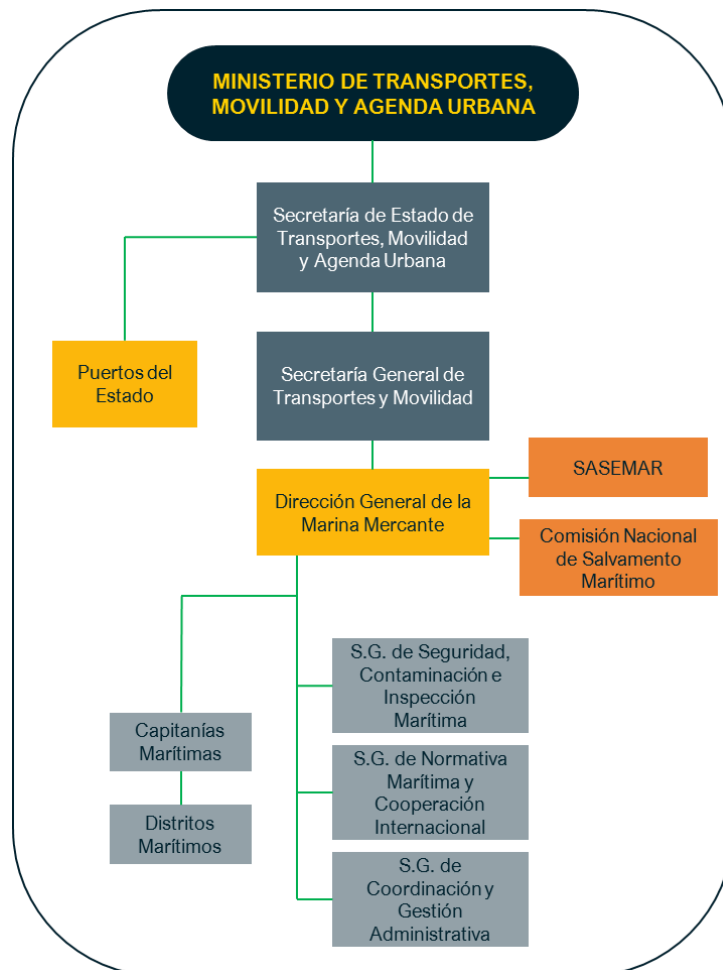 MINISTERIO DE TRANSPORTES,
MOVILIDAD Y AGENDA URBANA
Secretaría de Estado de
Transportes, Movilidad
y Agenda Urbana
Puertos del
Estado
Secretaría General de
Transportes y Movilidad
Dirección General de la
Marina Mercante
SASEMAR
Comisión Nacional
de Salvamento
Marítimo
Capitanías
Marítimas
Distritos
Marítimos
S.G. de Seguridad,
Contaminación e
Inspección
Marítima
S.G. de Normativa
Marítima y
Cooperación
Internacional
S.G. de
Coordinación y
Gestión
Administrativa